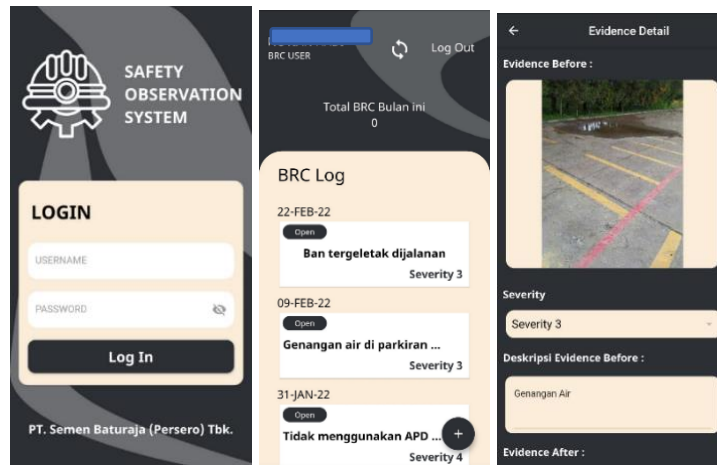 SAFETY
OBSERVATION
SYSTEM
LOGIN
USERNAME
PASSWORD
Log In
PT. Semen Baturaja (Persero) Tbk.
BRC USER
Log Out
Total BRC Bulan ini
0
BRC Log
22-FEB-22
Open
Ban tergeletak dijalanan
Severity 3
09-FEB-22
Open
Genangan air di parkiran ...
Severity 3
31-JAN-22
Open
Tidak menggunakan APD ...
+
Severity 4
Evidence Detail
Evidence Before :
Severity
Severity 3
Deskripsi Evidence Before :
Genangan Air
Evidence After :